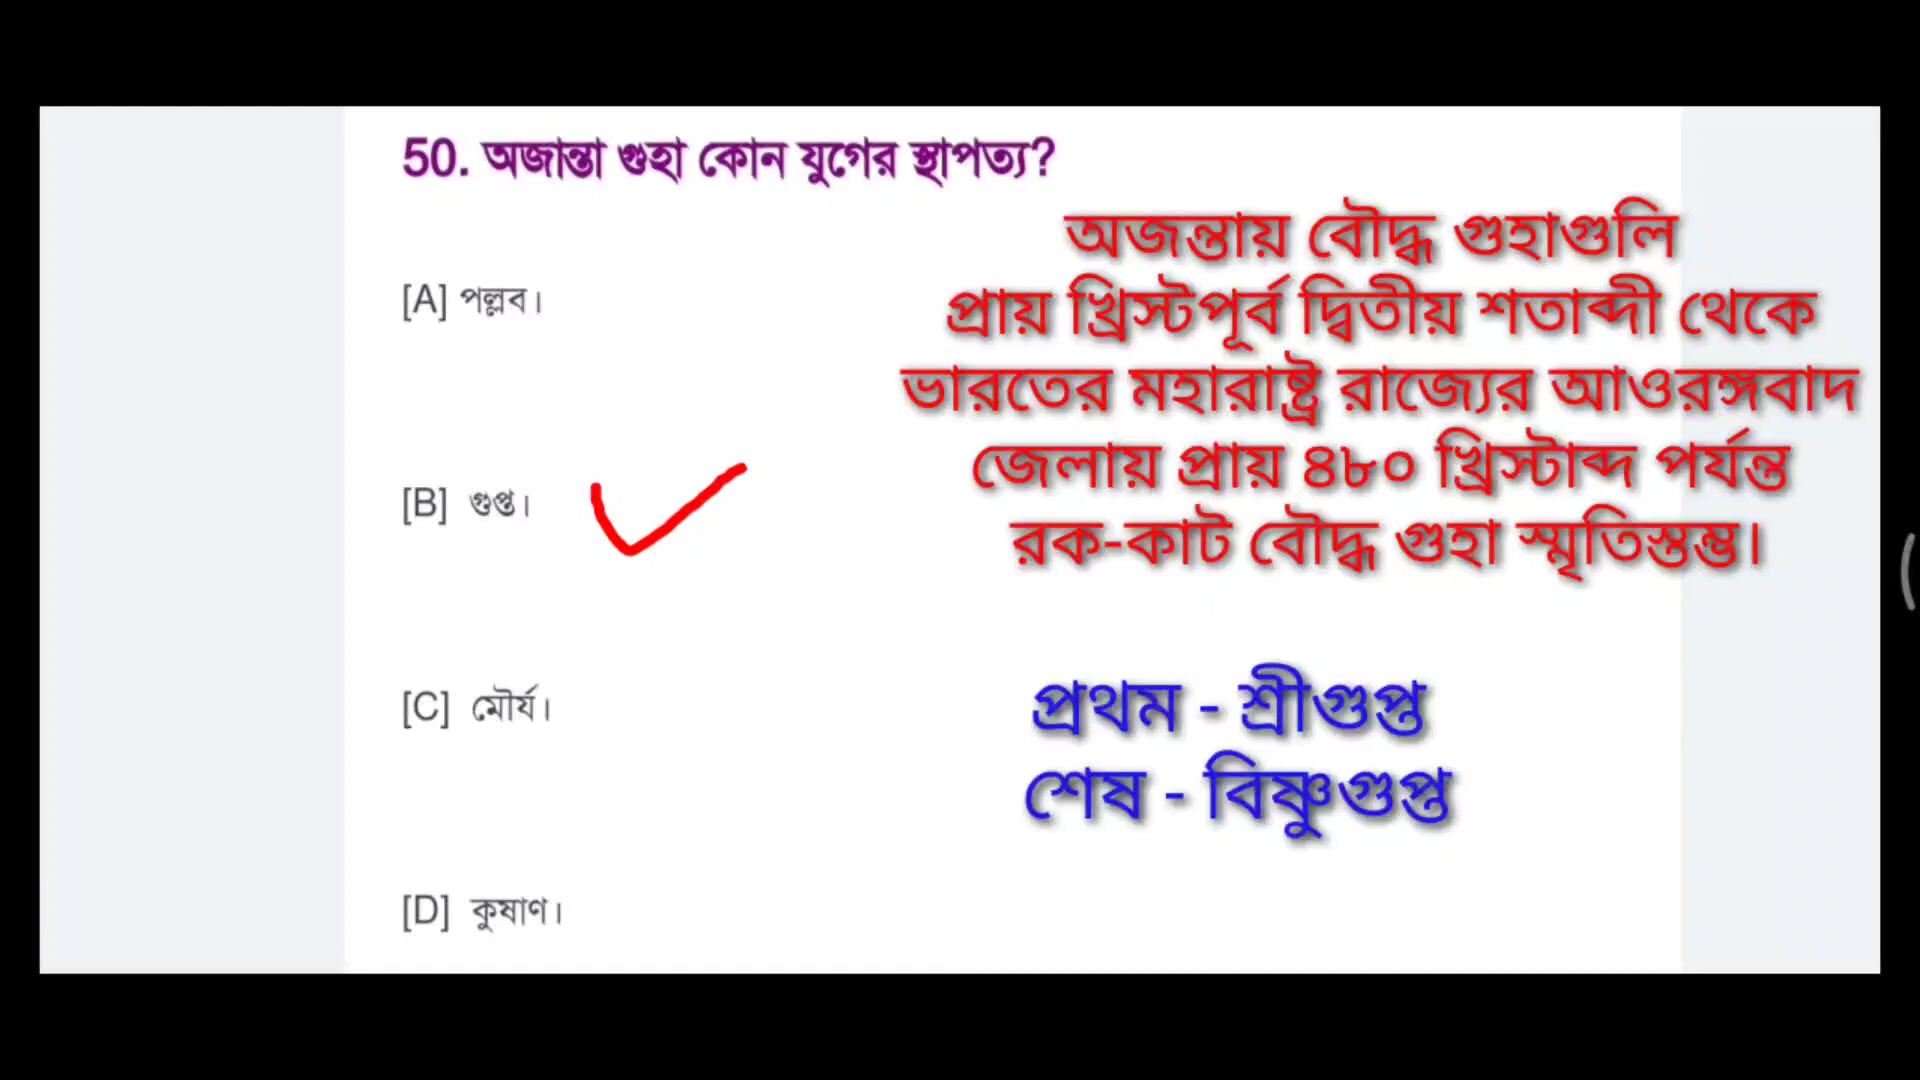 50. অজান্তা গুহা কোন যুগের স্থাপত্য?
[A] পল্লব।
[B] গুপ্ত।
[C] মৌর্য।
[D] কুষাণ।
অজন্তায় বৌদ্ধ গুহাগুলি
প্রায় খ্রিস্টপূর্ব দ্বিতীয় শতাব্দী থেকে
ভারতের মহারাষ্ট্র রাজ্যের আওরঙ্গবাদ
জেলায় প্রায় ৪৮০ খ্রিস্টাব্দ পর্যন্ত
রক-কাট বৌদ্ধ গুহা স্মৃতিস্তম্ভ।
প্রথম - শ্রীগুপ্ত
শেষ - বিষ্ণুগুপ্ত